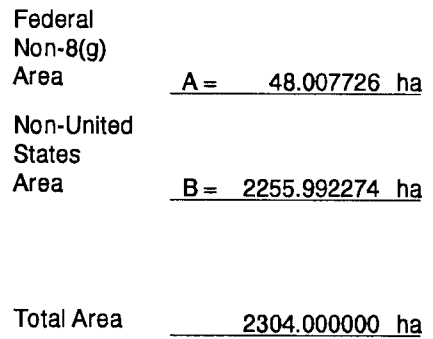 Federal
Non-8(g)
Area A = 48.007726 ha
Non-United
States
Area B = 2255.992274 ha
Total Area 2304.000000 ha